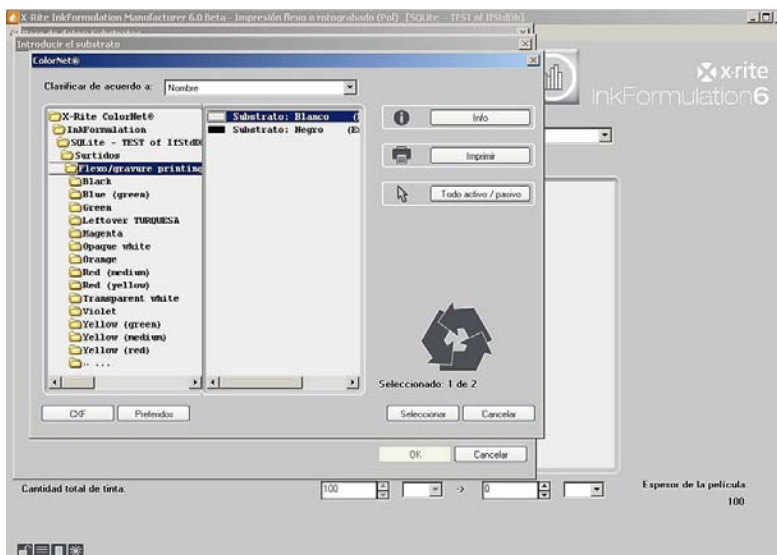 X-Rite InkFormulation Manufacturer 6.0 Beta - Impresión flexo o rotograbado (Pol) [SQLite - TEST of IfStdDb]
Introducir el substrato
ColorNet®
Clasificar de acuerdo a: Nombre
x·rite
InkFormulation6
X-Rite ColorNet®
InkFormulation
SQLite - TEST of IfStdD
Surtidos
Flexo/gravure printing
Black
Blue (green)
Green
Leftover TURQUESA
Magenta
Opaque white
Orange
Red (medium)
Red (yellow)
Transparent white
Violet
Yellow (green)
Yellow (medium)
Yellow (red)
.. ...
Substrato: Blanco
Substrato: Negro
Info
Imprimir
Todo activo / pasivo
Seleccionado: 1 de 2
CXF
Preferidos
Seleccionar
Cancelar
OK
Cancelar
Cantidad total de tinta:
100
->
0
Espesor de la película
100